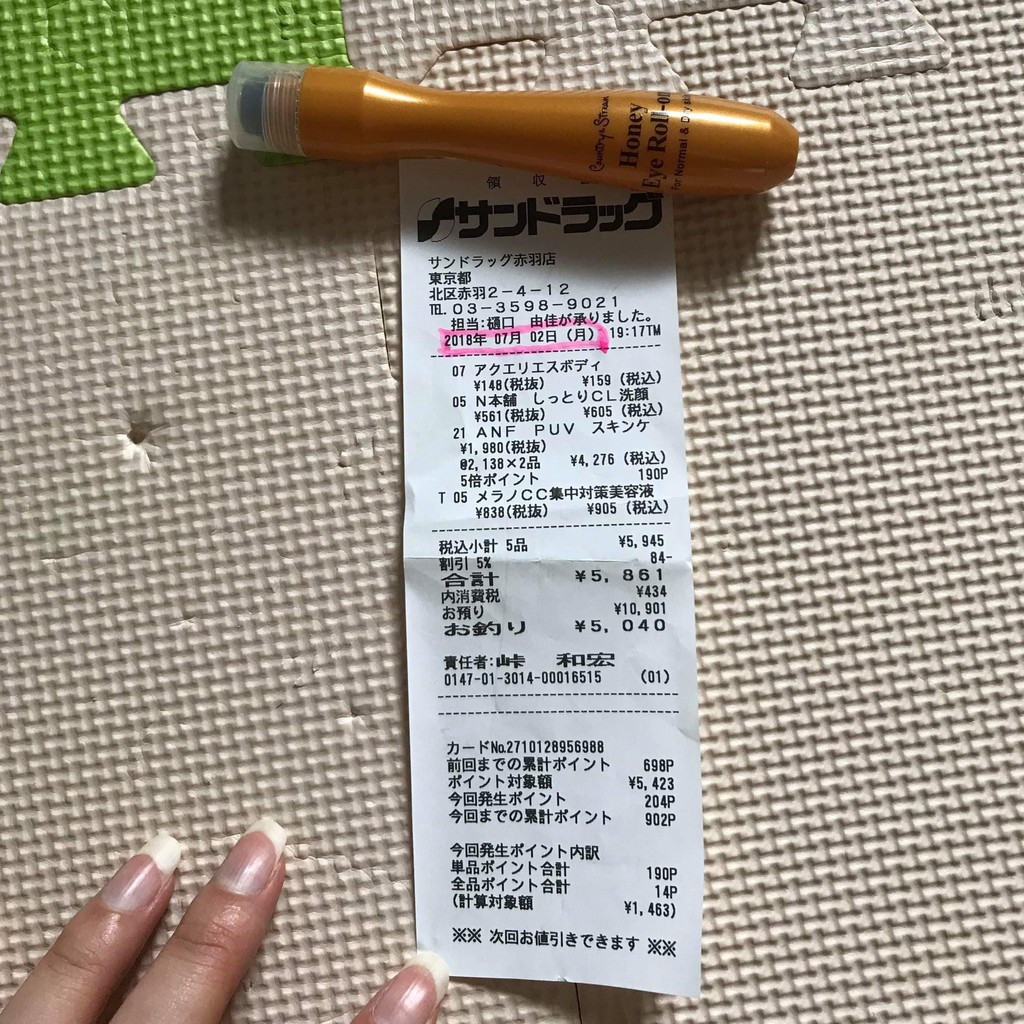 Country & Stream
Honey
Eye Roll-on
For Normal & Dry
領 収
サンドラッグ
サンドラッグ赤羽店
東京都
北区赤羽2-4-12
TEL.03-3598-9021
担当:樋口 由佳が承りました。
2018年 07月 02日 (月) 19:17TM
07 アクエリエスボディ
¥148(税抜) ¥159 (税込)
05 N本舗 しっとりCL洗顔
¥561(税抜) ¥605 (税込)
21 ANF PUV スキンケ
¥1,980(税抜)
@2,138×2品 ¥4,276 (税込)
5倍ポイント 190P
T 05 メラノCC集中対策美容液
¥838(税抜) ¥905 (税込)
税込小計 5品 ¥5,945
割引 5% 84-
合計 ¥5,861
内消費税 ¥434
お預り ¥10,901
お釣り ¥5,040
責任者:峠 和宏
0147-01-3014-00016515 (01)
カードNo.2710128956988
前回までの累計ポイント 698P
ポイント対象額 ¥5,423
今回発生ポイント 204P
今回までの累計ポイント 902P
今回発生ポイント内訳
単品ポイント合計 190P
全品ポイント合計 14P
(計算対象額 ¥1,463)
※※ 次回お値引きできます ※※